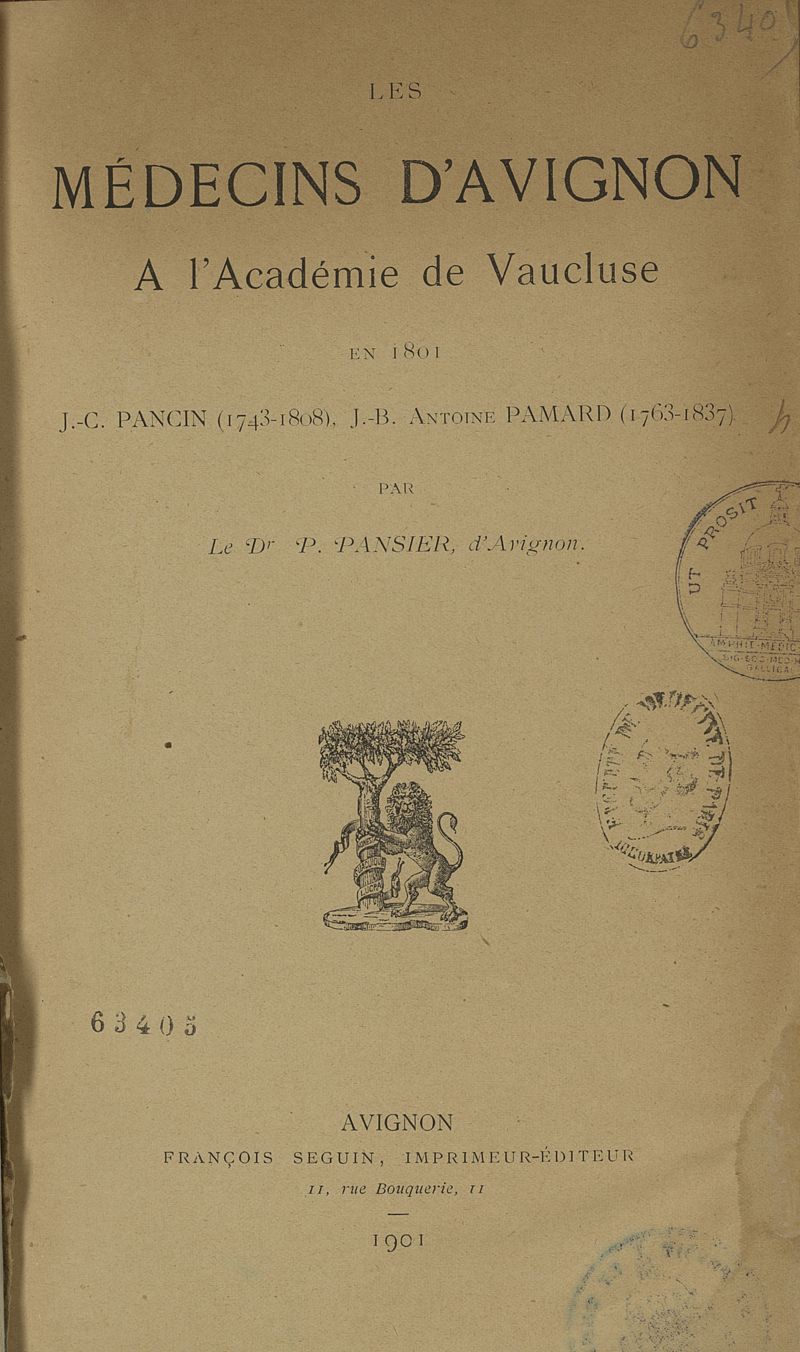 6340
LES
MÉDECINS D'AVIGNON
A l'Académie de Vaucluse
EN 1801
J.-C. PANCIN (1743-1808), J.-B. ANTOINE PAMARD (1763-1837).
PAR
Le Dr P. PANSIER, d'Avignon.
UT PROSIT
63405
AVIGNON
FRANÇOIS SEGUIN, IMPRIMEUR-ÉDITEUR
11, rue Bouquerie, 11
1901